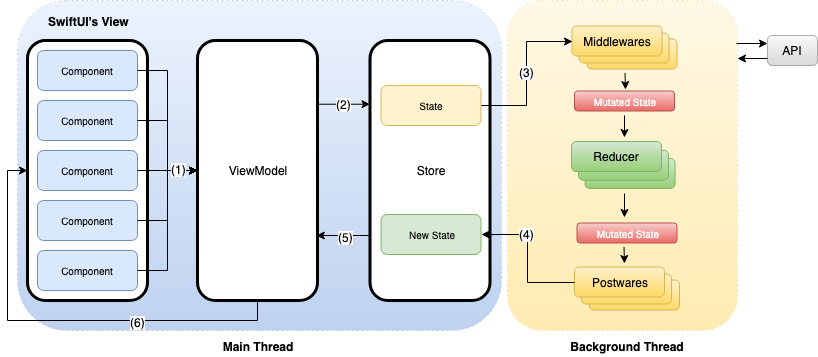 SwiftUI's View
Component
Component
Component
Component
Component
(1)
ViewModel
(2)
State
Store
New State
(3)
(4)
(5)
(6)
Middlewares
Mutated State
Reducer
Mutated State
Postwares
API
Main Thread
Background Thread